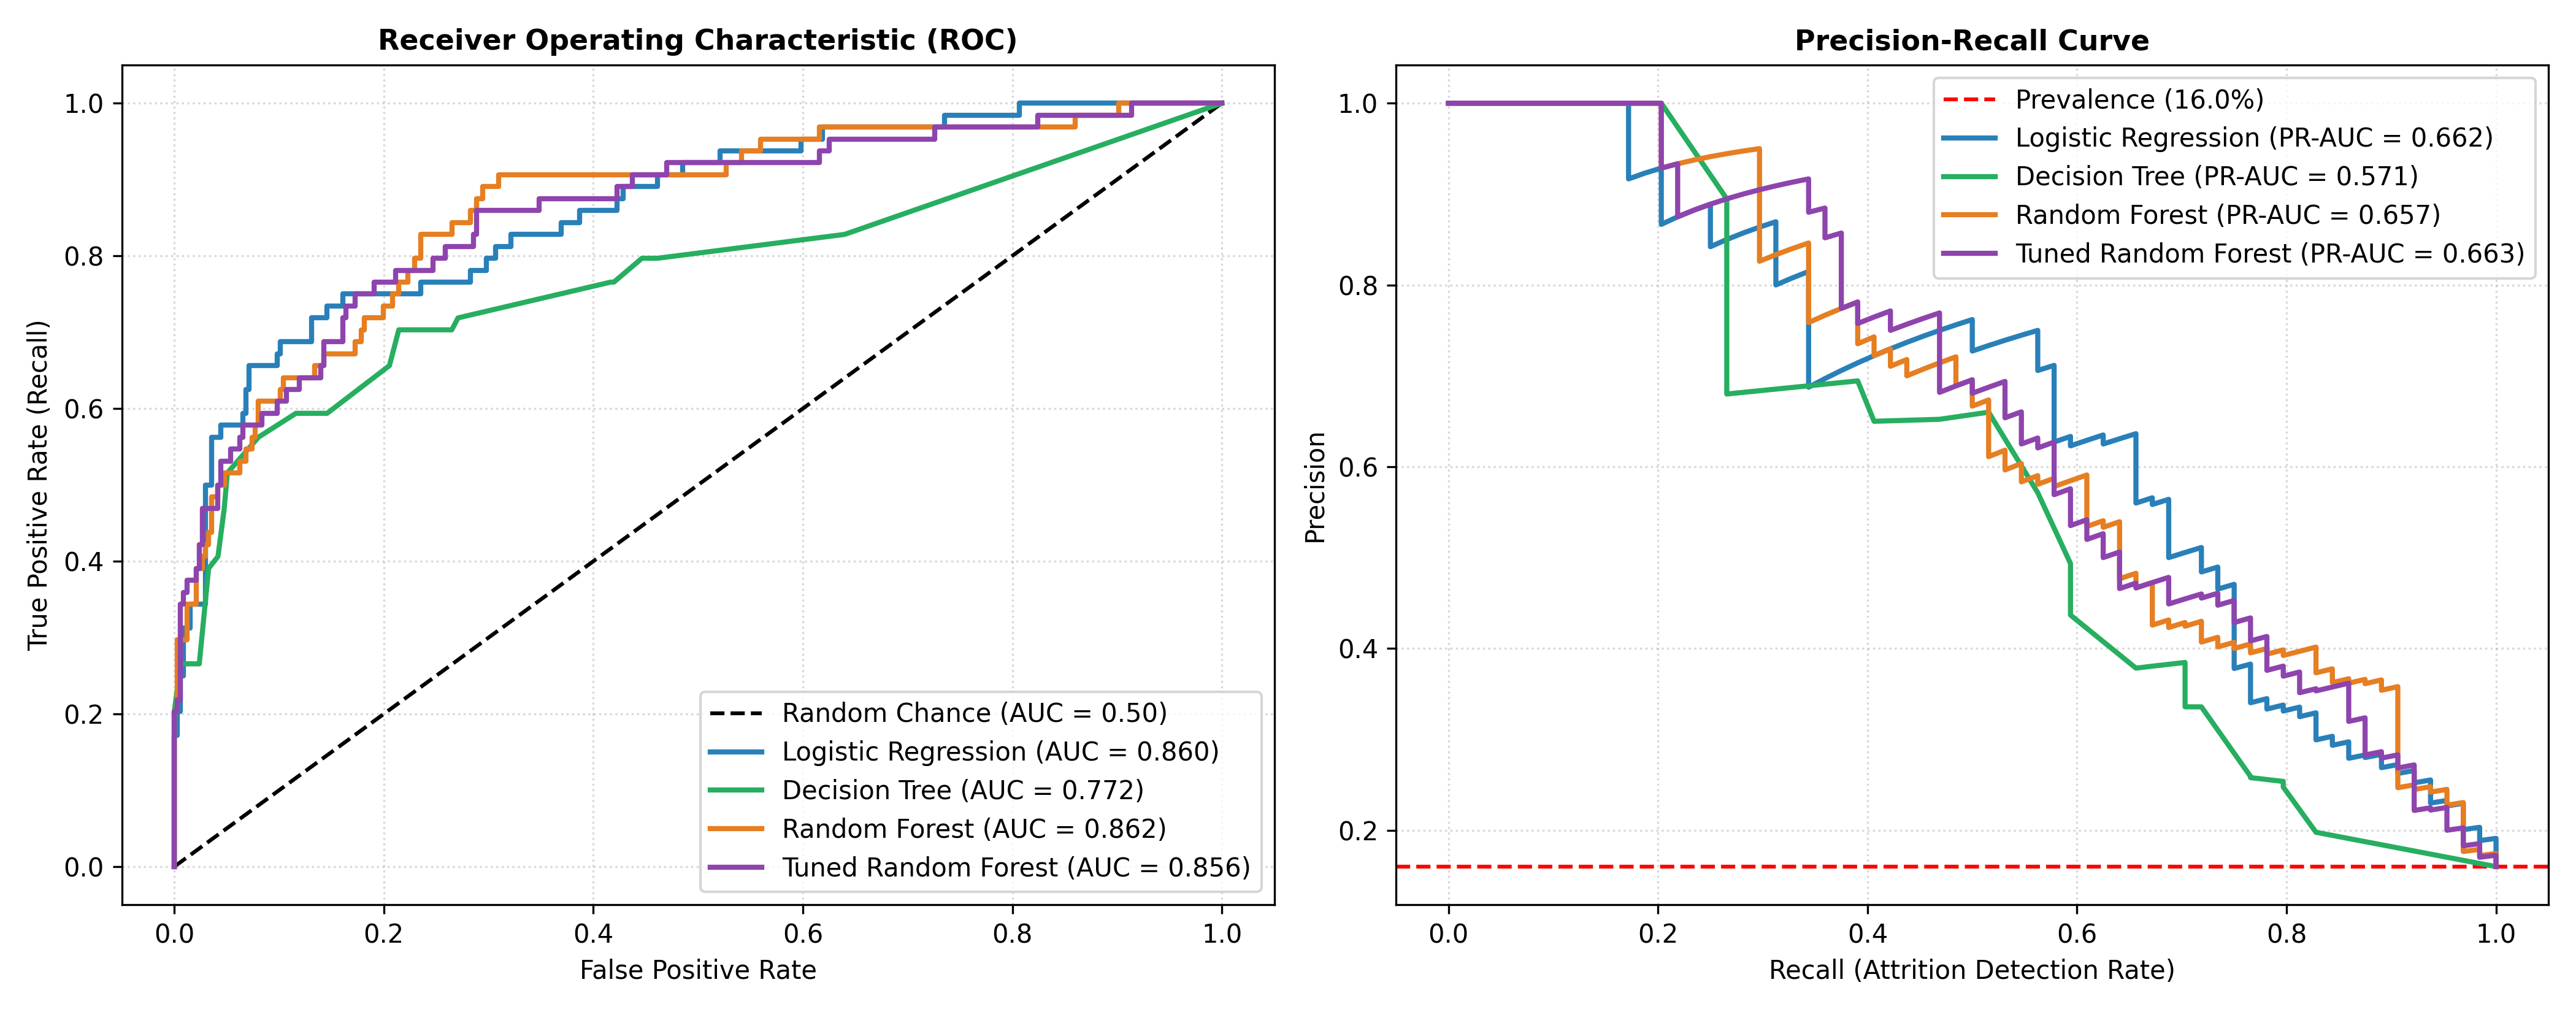 Receiver Operating Characteristic (ROC)
True Positive Rate (Recall)
1.0
0.8
0.6
0.4
0.2
0.0
Random Chance (AUC = 0.50)
Logistic Regression (AUC = 0.860)
Decision Tree (AUC = 0.772)
Random Forest (AUC = 0.862)
Tuned Random Forest (AUC = 0.856)
0.0 0.2 0.4 0.6 0.8 1.0
False Positive Rate
Precision-Recall Curve
Precision
1.0
0.8
0.6
0.4
0.2
Prevalence (16.0%)
Logistic Regression (PR-AUC = 0.662)
Decision Tree (PR-AUC = 0.571)
Random Forest (PR-AUC = 0.657)
Tuned Random Forest (PR-AUC = 0.663)
0.0 0.2 0.4 0.6 0.8 1.0
Recall (Attrition Detection Rate)